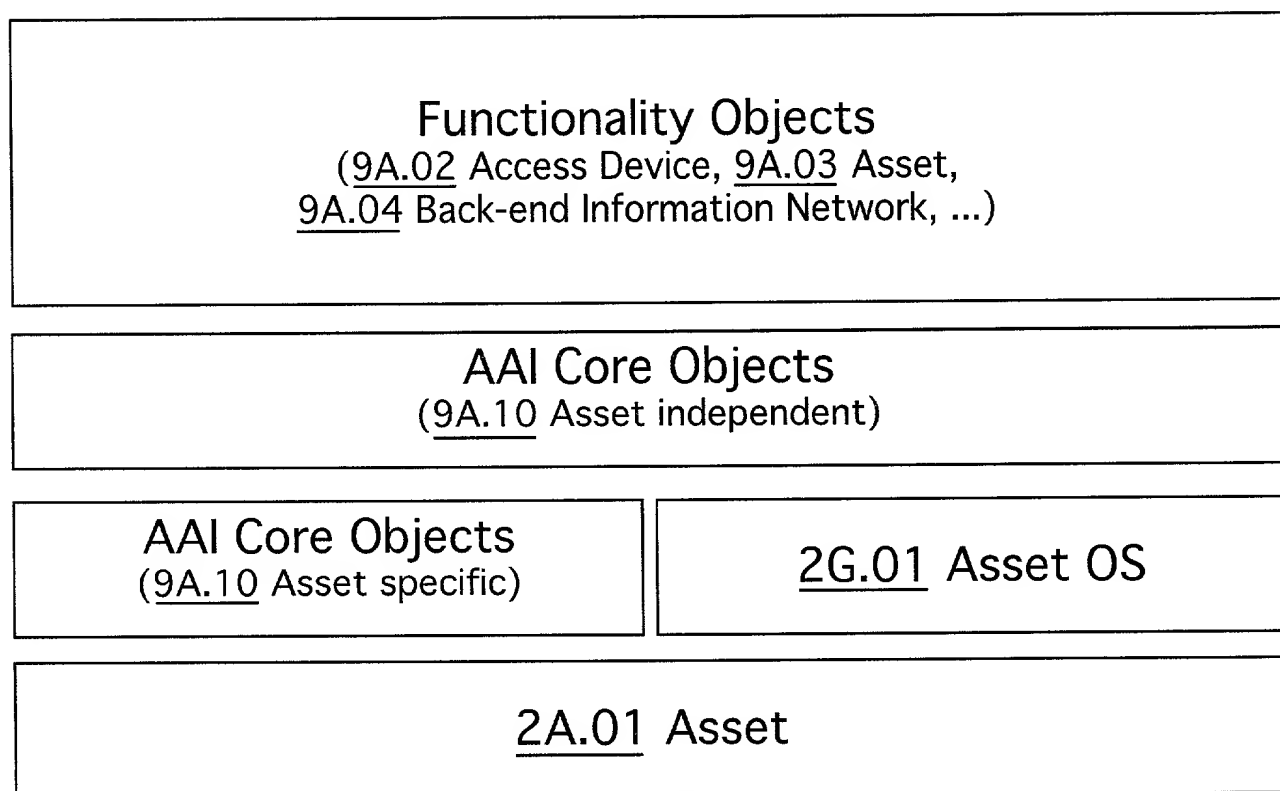 Functionality Objects
(9A.02 Access Device, 9A.03 Asset,
9A.04 Back-end Information Network, ...)
AAI Core Objects
(9A.10 Asset independent)
AAI Core Objects
(9A.10 Asset specific)
2G.01 Asset OS
2A.01 Asset